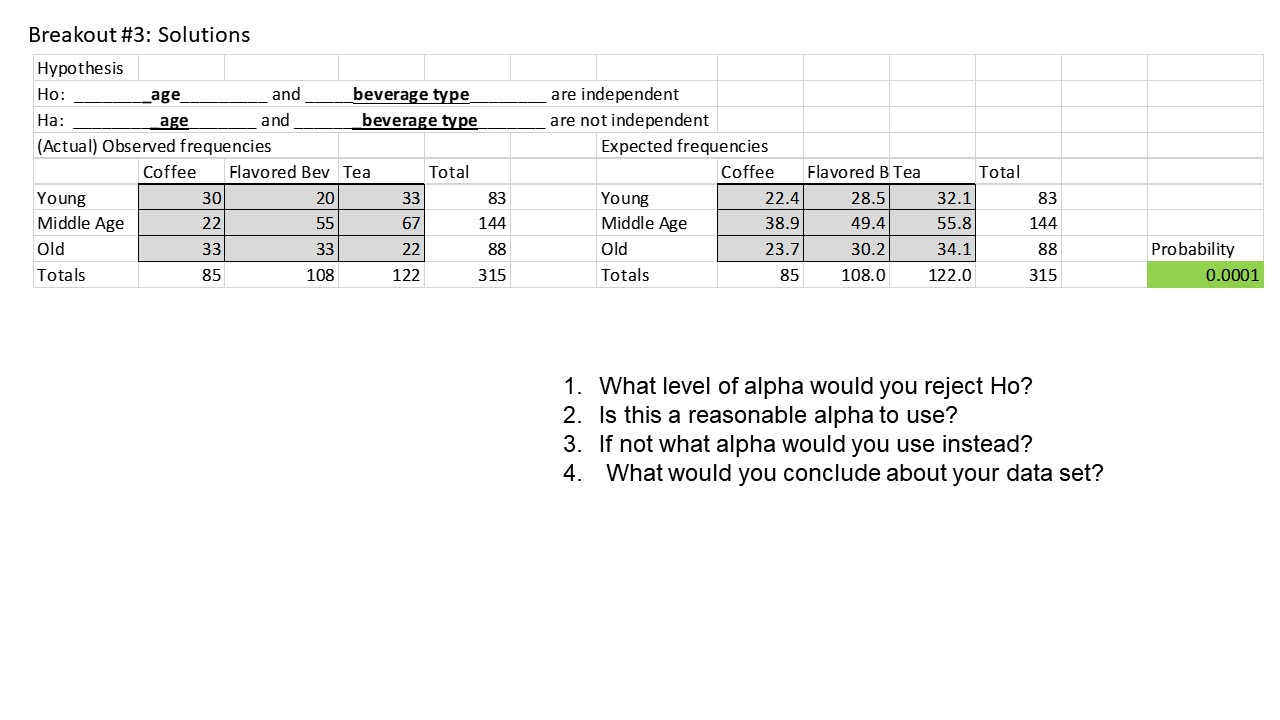 Breakout #3: Solutions
Hypothesis
Ho: ________age_________ and _____beverage type________ are independent
Ha: _________age_______ and _______beverage type_______ are not independent
(Actual) Observed frequencies Expected frequencies
Coffee Flavored Bev Tea Total Coffee Flavored B Tea Total
Young 30 20 33 83 Young 22.4 28.5 32.1 83
Middle Age 22 55 67 144 Middle Age 38.9 49.4 55.8 144
Old 33 33 22 88 Old 23.7 30.2 34.1 88 Probability
Totals 85 108 122 315 Totals 85 108.0 122.0 315 0.0001
1. What level of alpha would you reject Ho?
2. Is this a reasonable alpha to use?
3. If not what alpha would you use instead?
4. What would you conclude about your data set?